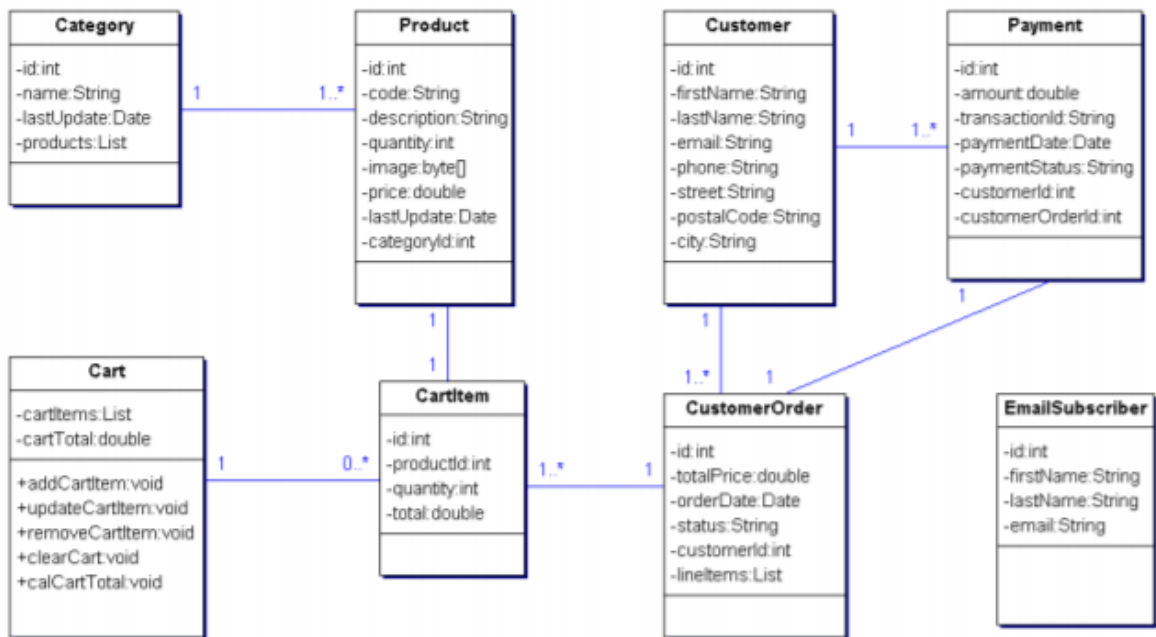 Category
-id:int
-name:String
-lastUpdate:Date
-products:List
1
1..*
Product
-id:int
-code:String
-description:String
-quantity:int
-image:byte[]
-price:double
-lastUpdate:Date
-categoryId:int
Customer
-id:int
-firstName:String
-lastName:String
-email:String
-phone:String
-street:String
-postalCode:String
-city:String
1
1..*
Payment
-id:int
-amount:double
-transactionId:String
-paymentDate:Date
-paymentStatus:String
-customerId:int
-customerOrderId:int
1
1
1
1..*
1
1
Cart
-cartItems:List
-cartTotal:double
+addCartItem:void
+updateCartItem:void
+removeCartItem:void
+clearCart:void
+calCartTotal:void
1
0..*
CartItem
-id:int
-productId:int
-quantity:int
-total:double
1..*
1
CustomerOrder
-id:int
-totalPrice:double
-orderDate:Date
-status:String
-customerId:int
-lineItems:List
EmailSubscriber
-id:int
-firstName:String
-lastName:String
-email:String